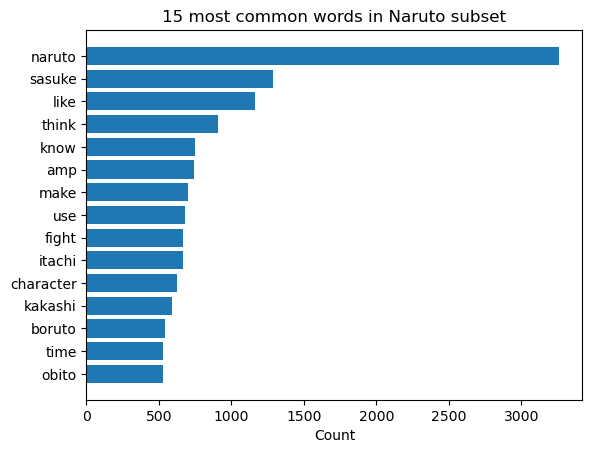 15 most common words in Naruto subset
naruto
sasuke
like
think
know
amp
make
use
fight
itachi
character
kakashi
boruto
time
obito
0 500 1000 1500 2000 2500 3000
Count